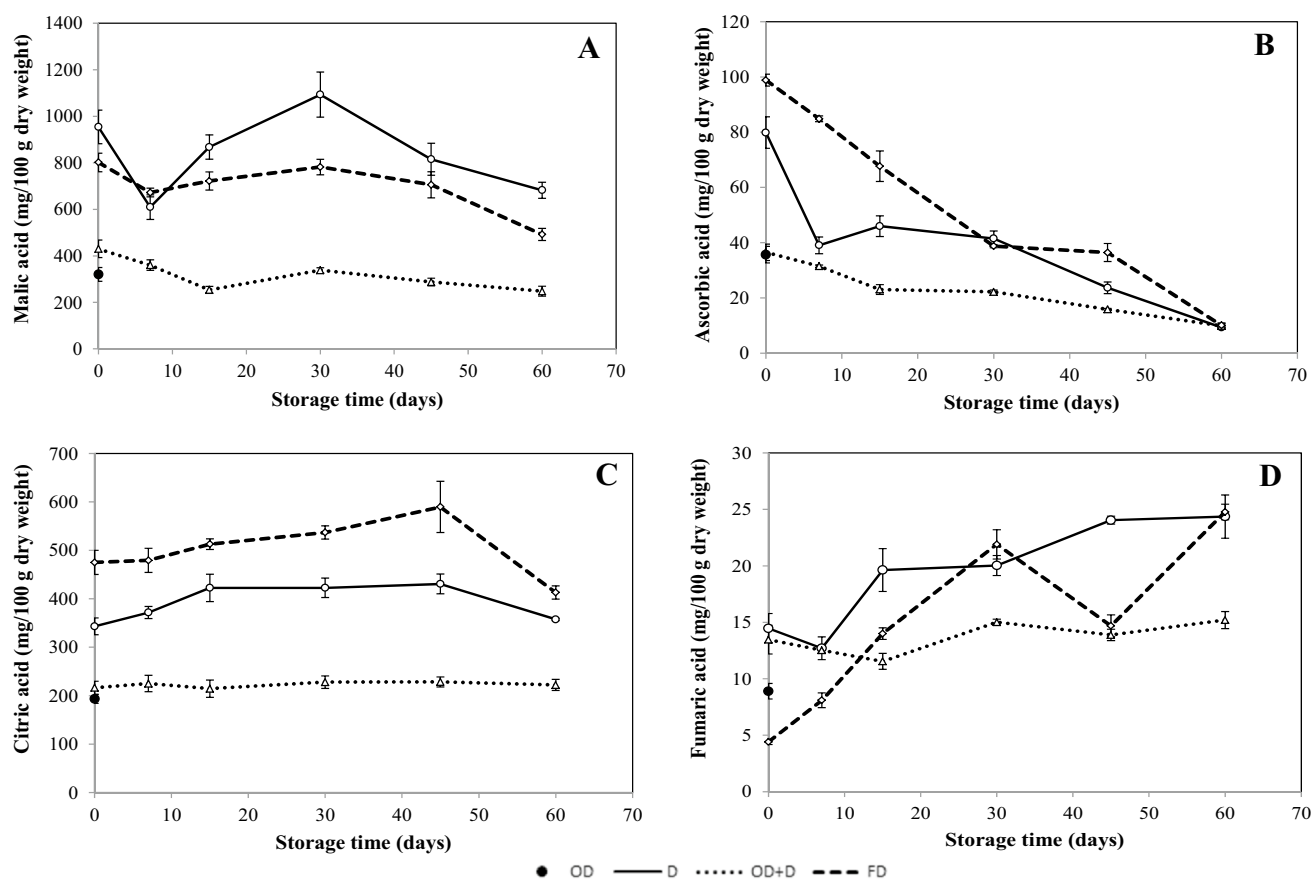 A
Malic acid (mg/100 g dry weight)
1400
1200
1000
800
600
400
200
0
0 10 20 30 40 50 60 70
Storage time (days)
B
Ascorbic acid (mg/100 g dry weight)
120
100
80
60
40
20
0
0 10 20 30 40 50 60 70
Storage time (days)
C
Citric acid (mg/100 g dry weight)
700
600
500
400
300
200
100
0
0 10 20 30 40 50 60 70
Storage time (days)
D
Fumaric acid (mg/100 g dry weight)
30
25
20
15
10
5
0
0 10 20 30 40 50 60 70
Storage time (days)
OD D OD+D FD